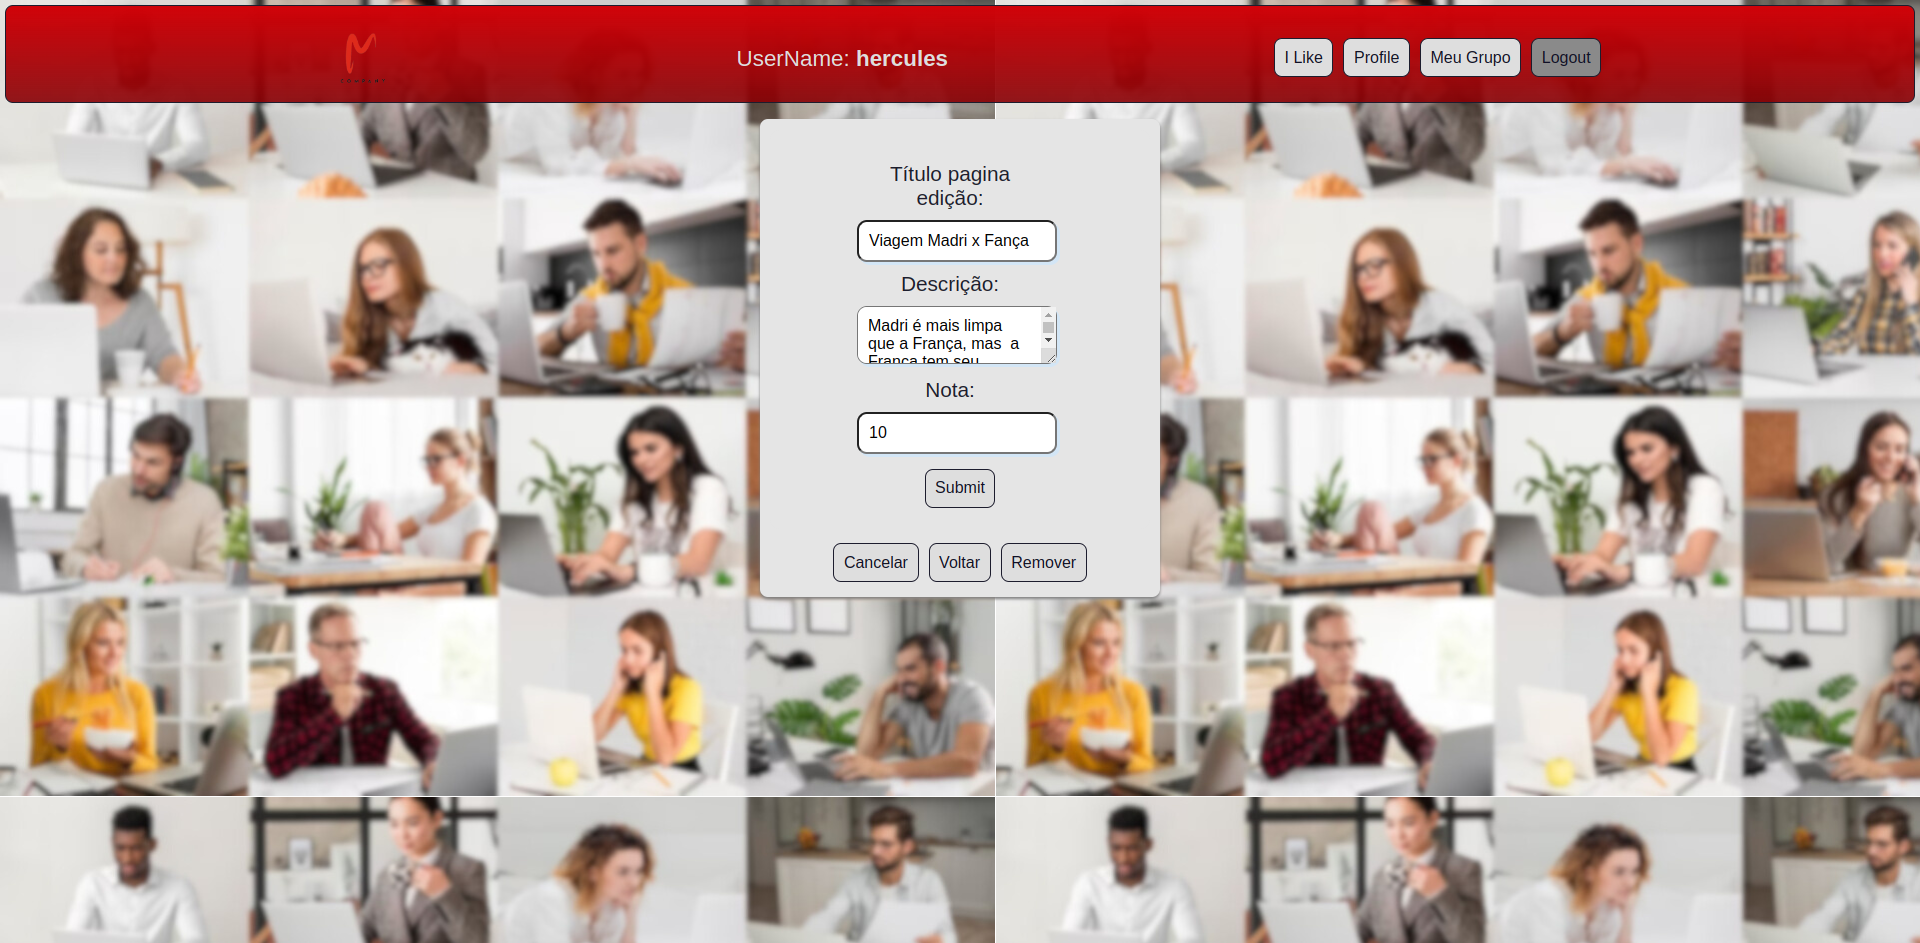 UserName: hercules
I Like
Profile
Meu Grupo
Logout
Título pagina
edição:
Viagem Madri x Fança
Descrição:
Madri é mais limpa
que a França, mas  a
França tem seu
Nota:
10
Submit
Cancelar
Voltar
Remover